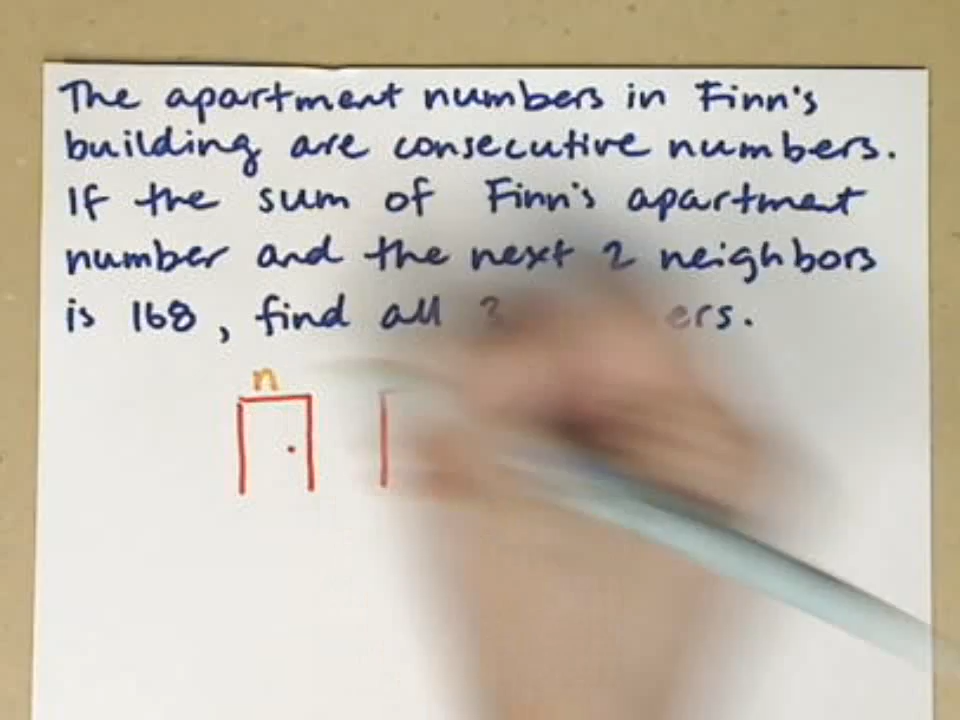 The apartment numbers in Finn's
building are consecutive numbers.
If the sum of Finn's apartment
number and the next 2 neighbors
is 168, find all 3
n